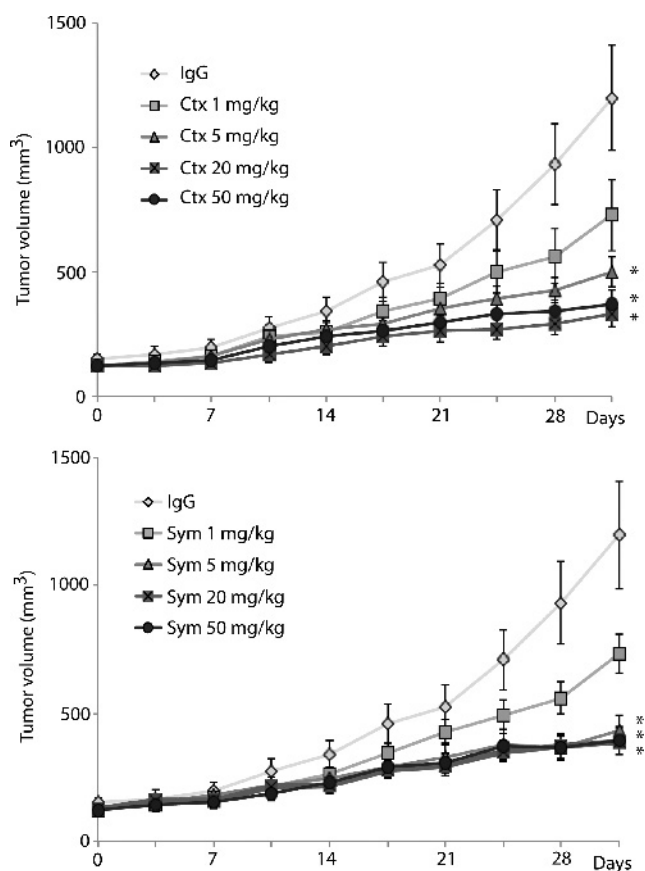 1500
IgG
Ctx 1 mg/kg
1000
Ctx 5 mg/kg
Ctx 20 mg/kg
Ctx 50 mg/kg
Tumor volume (mm³)
500
*
*
*
0
0 7 14 21 28 Days
1500
IgG
Sym 1 mg/kg
1000
Sym 5 mg/kg
Sym 20 mg/kg
Sym 50 mg/kg
Tumor volume (mm³)
500
*
*
*
0
0 7 14 21 28 Days